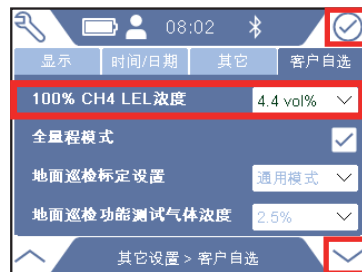 08:02
显示 时间/日期 其它 客户自选
100% CH4 LEL浓度 4.4 vol%
全量程模式
地面巡检标定设置 通用模式
地面巡检功能测试气体浓度 2.5%
其它设置 > 客户自选